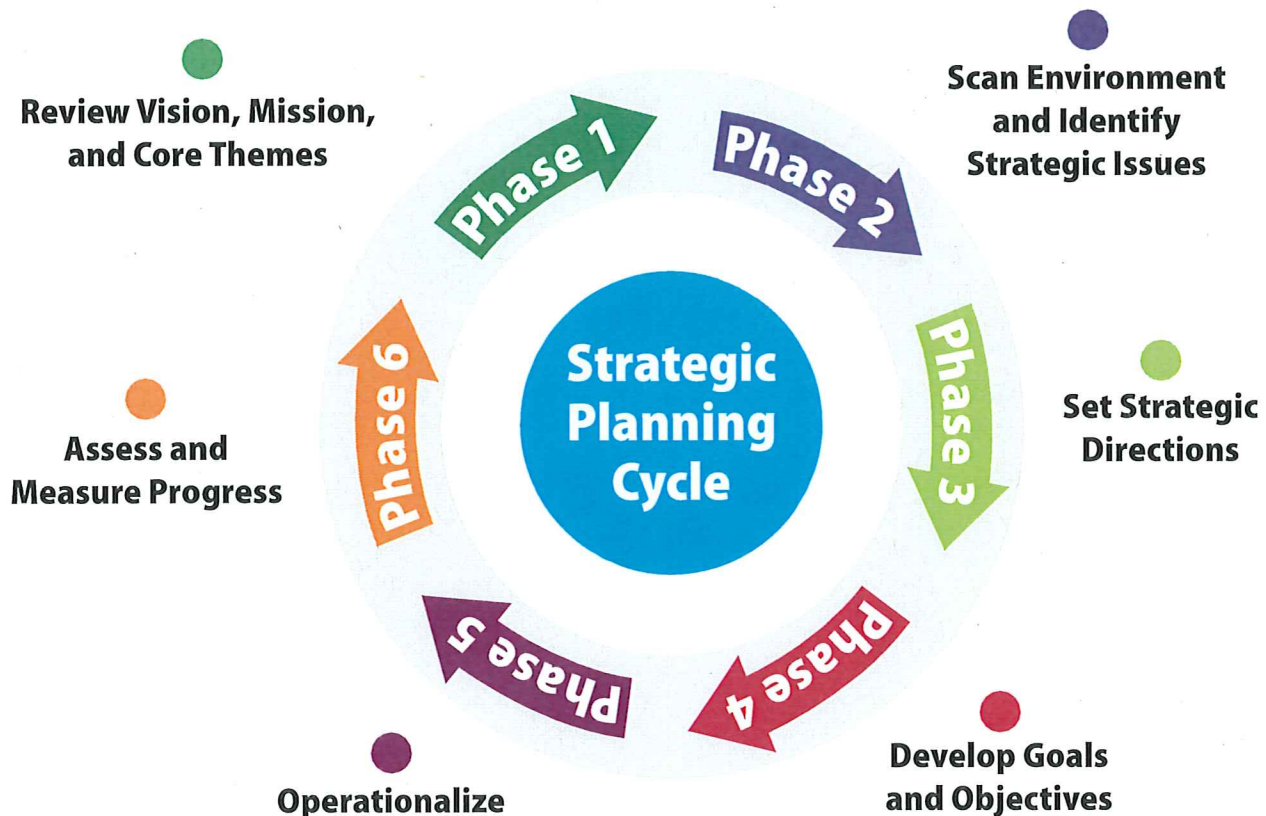 Review Vision, Mission,
and Core Themes
Phase 1
Scan Environment
and Identify
Strategic Issues
Phase 2
Set Strategic
Directions
Phase 3
Develop Goals
and Objectives
Phase 4
Operationalize
Phase 5
Assess and
Measure Progress
Phase 6
Strategic
Planning
Cycle